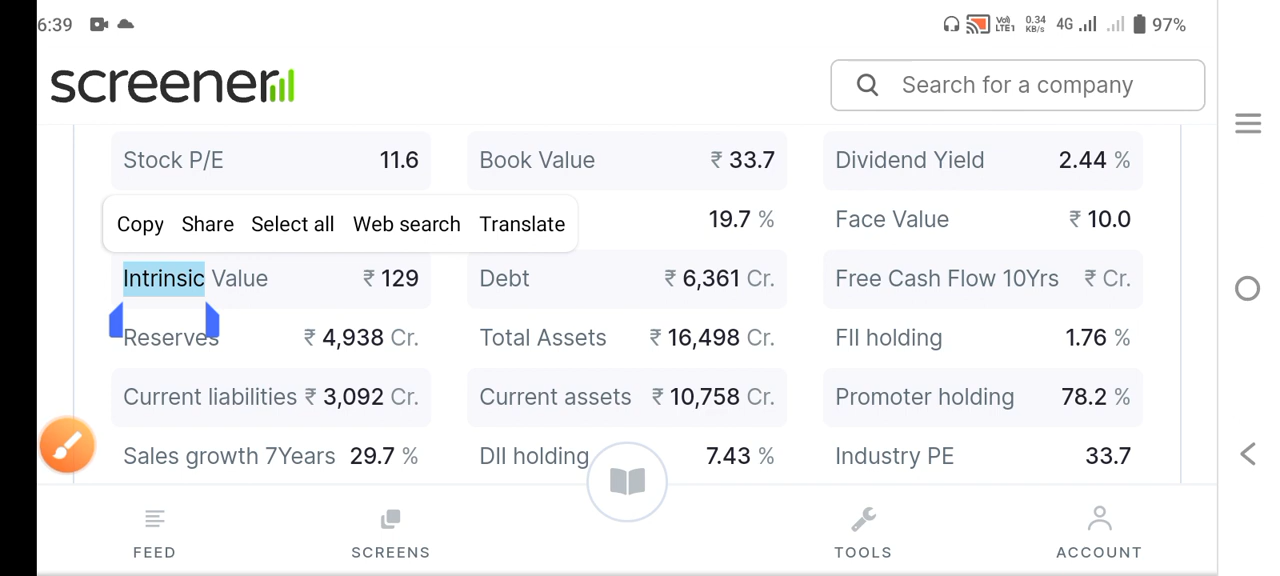 6:39 Vo) LTE1 0.34 KB/s 4G 97%
screener Search for a company
Stock P/E 11.6 Book Value ₹ 33.7 Dividend Yield 2.44 %
Copy Share Select all Web search Translate 19.7 % Face Value ₹ 10.0
Intrinsic Value ₹ 129 Debt ₹ 6,361 Cr. Free Cash Flow 10Yrs ₹ Cr.
Reserves ₹ 4,938 Cr. Total Assets ₹ 16,498 Cr. FII holding 1.76 %
Current liabilities ₹ 3,092 Cr. Current assets ₹ 10,758 Cr. Promoter holding 78.2 %
Sales growth 7Years 29.7 % DII holding 7.43 % Industry PE 33.7
FEED SCREENS TOOLS ACCOUNT